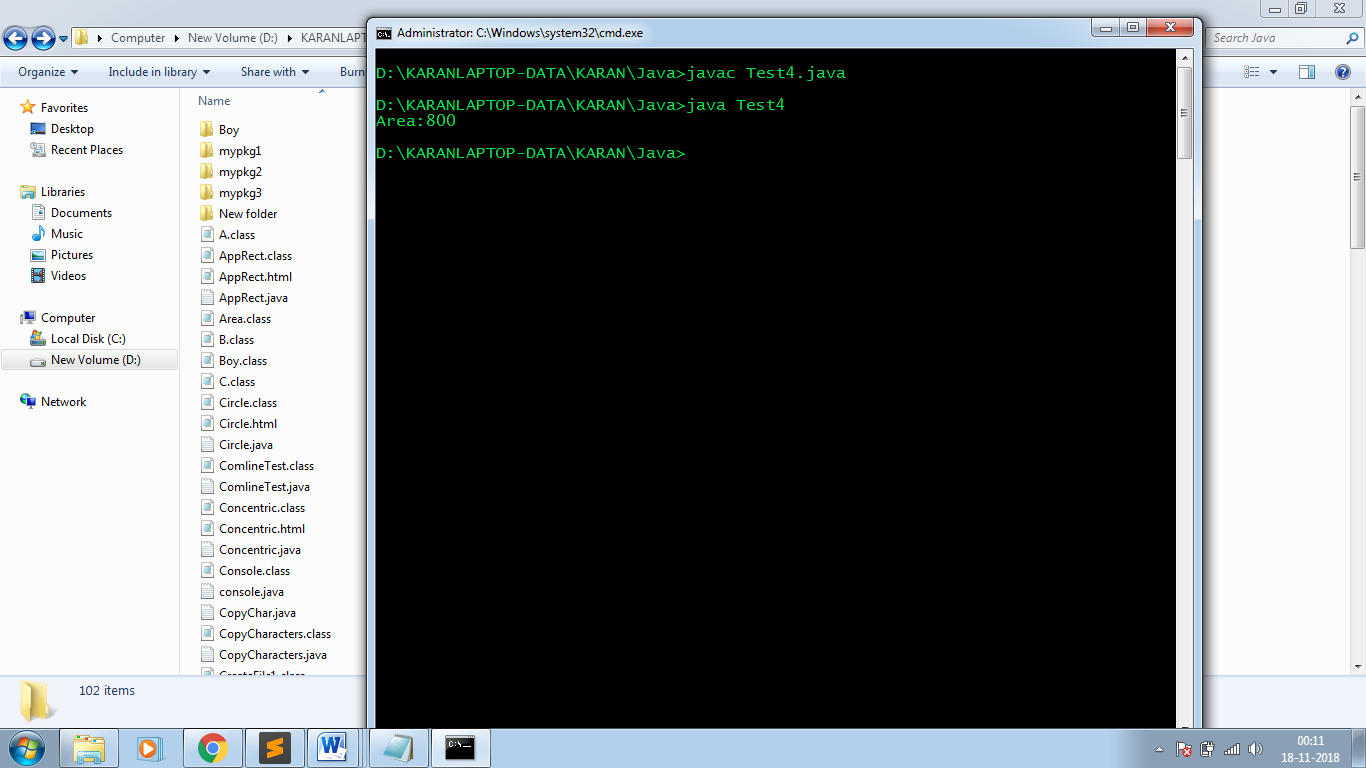 Administrator: C:\Windows\system32\cmd.exe
Computer
New Volume (D:)
KARANLAPT
Search Java
Organize
Include in library
Share with
Burn
Favorites
Desktop
Recent Places
Libraries
Documents
Music
Pictures
Videos
Computer
Local Disk (C:)
New Volume (D:)
Network
Name
Boy
mypkg1
mypkg2
mypkg3
New folder
A.class
AppRect.class
AppRect.html
AppRect.java
Area.class
B.class
Boy.class
C.class
Circle.class
Circle.html
Circle.java
ComlineTest.class
ComlineTest.java
Concentric.class
Concentric.html
Concentric.java
Console.class
console.java
CopyChar.java
CopyCharacters.class
CopyCharacters.java
CreateFile1.class
D:\KARANLAPTOP-DATA\KARAN\Java>javac Test4.java
D:\KARANLAPTOP-DATA\KARAN\Java>java Test4
Area:800
D:\KARANLAPTOP-DATA\KARAN\Java>
102 items
00:11
18-11-2018